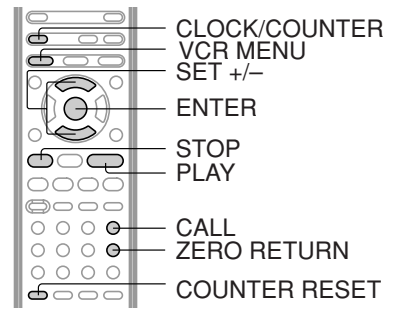 CLOCK/COUNTER
VCR MENU
SET +/–
ENTER
STOP
PLAY
CALL
ZERO RETURN
COUNTER RESET